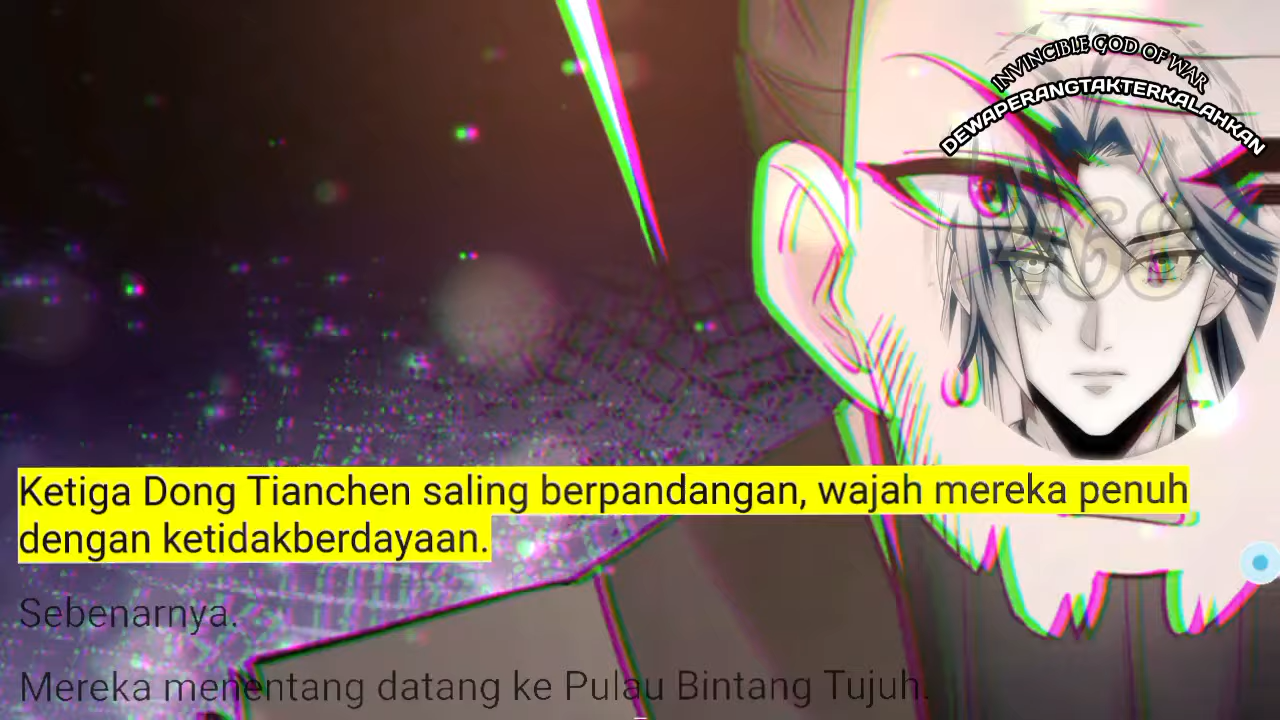 INVINCIBLE GOD OF WAR
DEWAPERANGTAKTERKALAHKAN
768
Ketiga Dong Tianchen saling berpandangan, wajah mereka penuh
dengan ketidakberdayaan.
Sebenarnya.
Mereka menentang datang ke Pulau Bintang Tujuh.